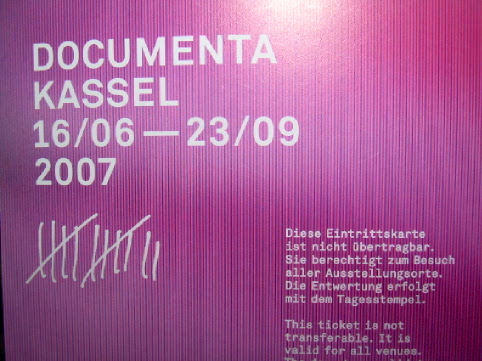 DOCUMENTA
KASSEL
16/06 — 23/09
2007
Diese Eintrittskarte
ist nicht übertragbar.
Sie berechtigt zum Besuch
aller Ausstellungsorte.
Die Entwertung erfolgt
mit dem Tagesstempel.
This ticket is not
transferable. It is
valid for all venues.